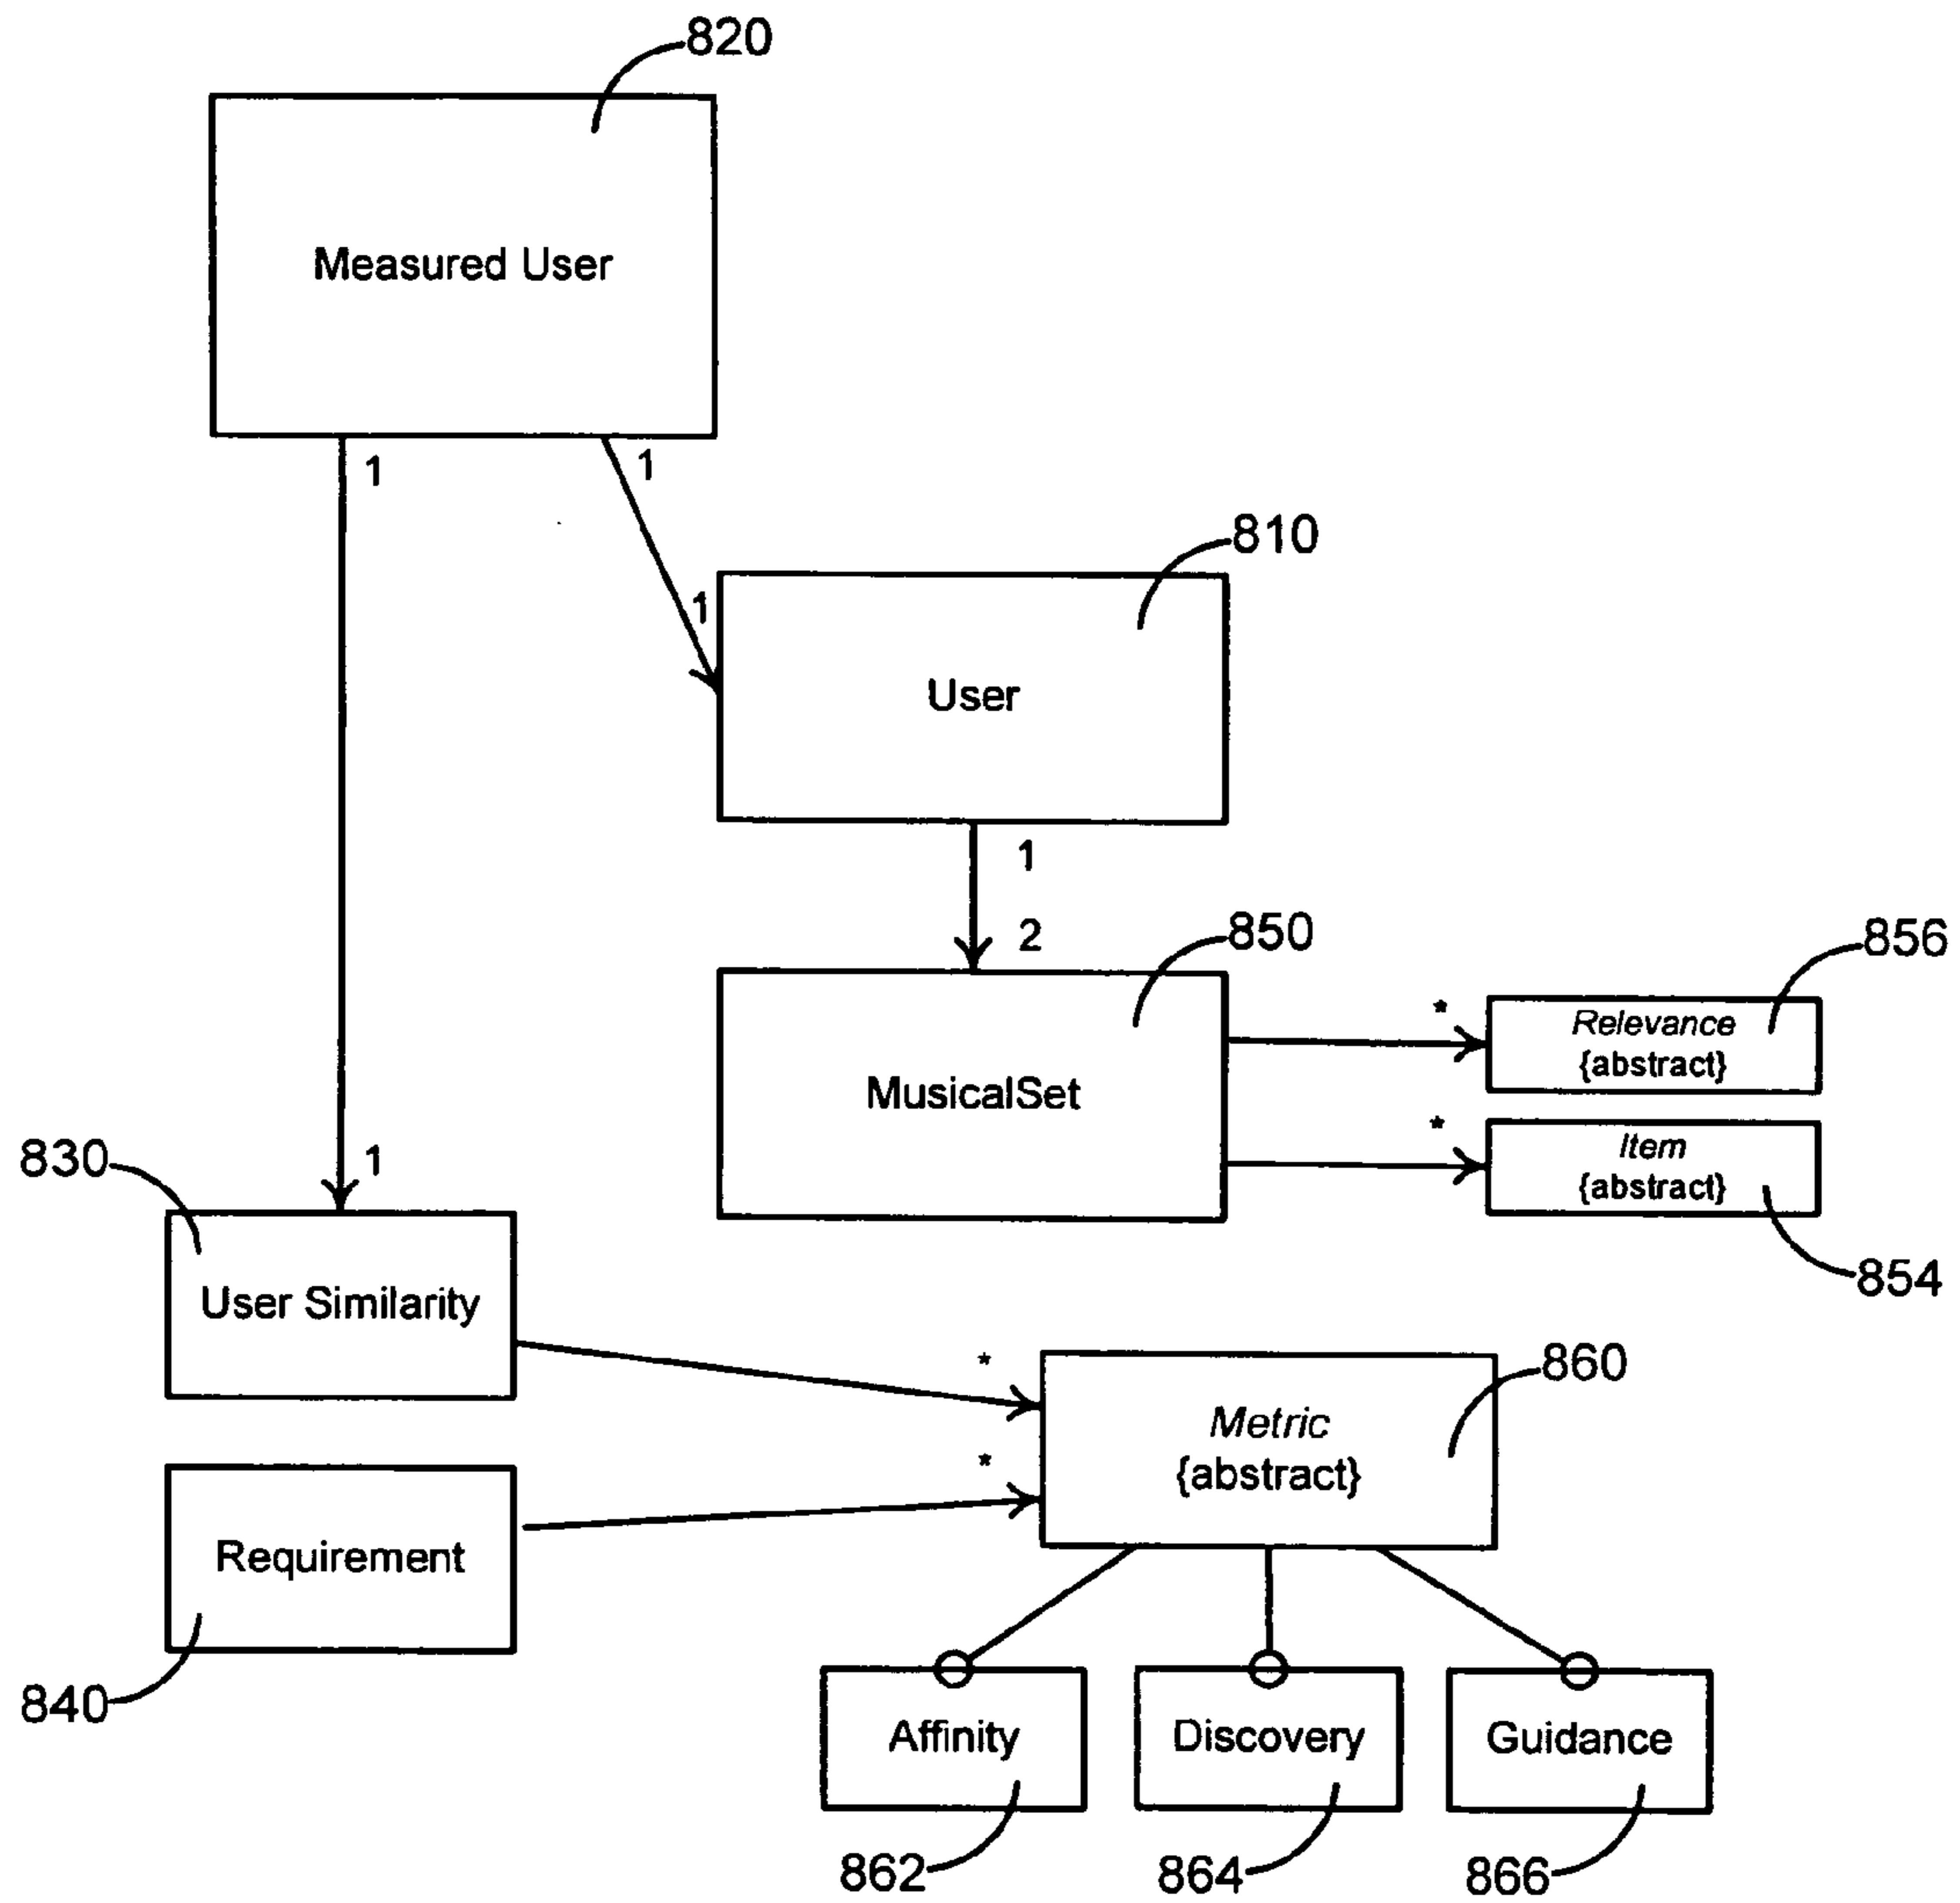 820
Measured User
1
1
810
1
User
1
2
850
856
*
Relevance
{abstract}
MusicalSet
*
Item
{abstract}
830
1
854
User Similarity
*
860
Metric
{abstract}
*
Requirement
840
Affinity
Discovery
Guidance
862
864
866